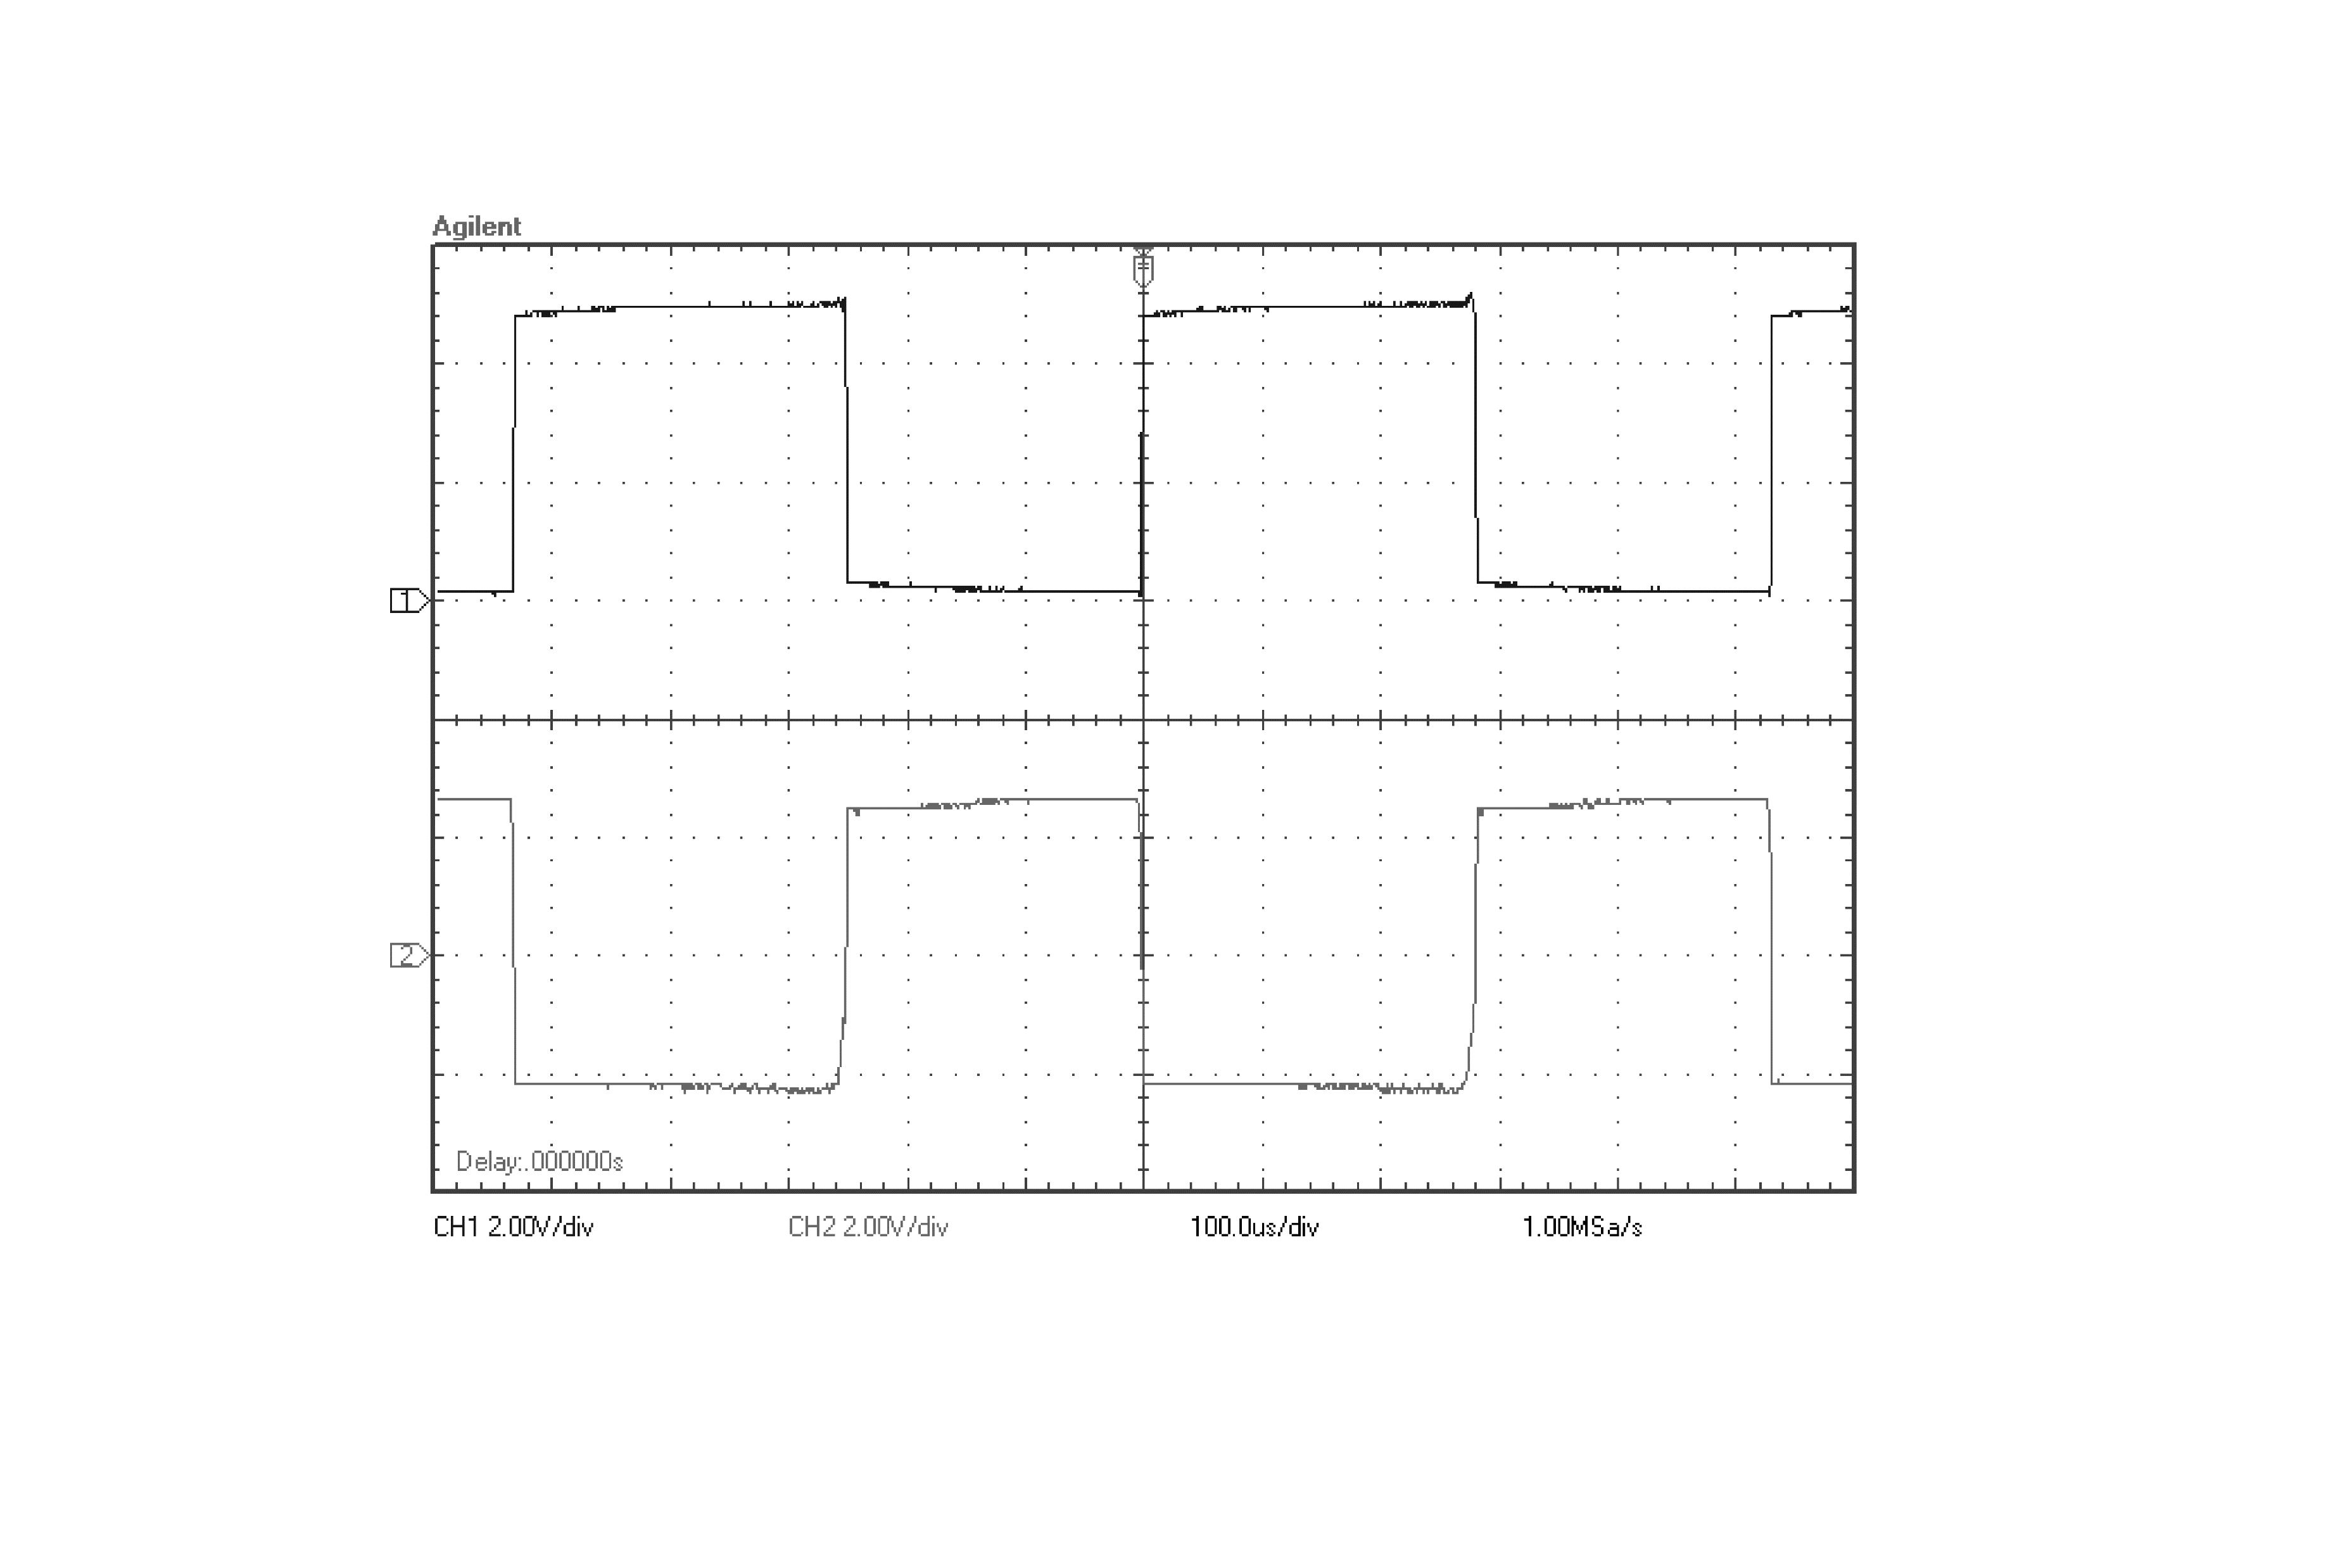 Agilent
1
2
Delay:.000000s
CH1 2.00V/div CH2 2.00V/div 100.0us/div 1.00MSa/s